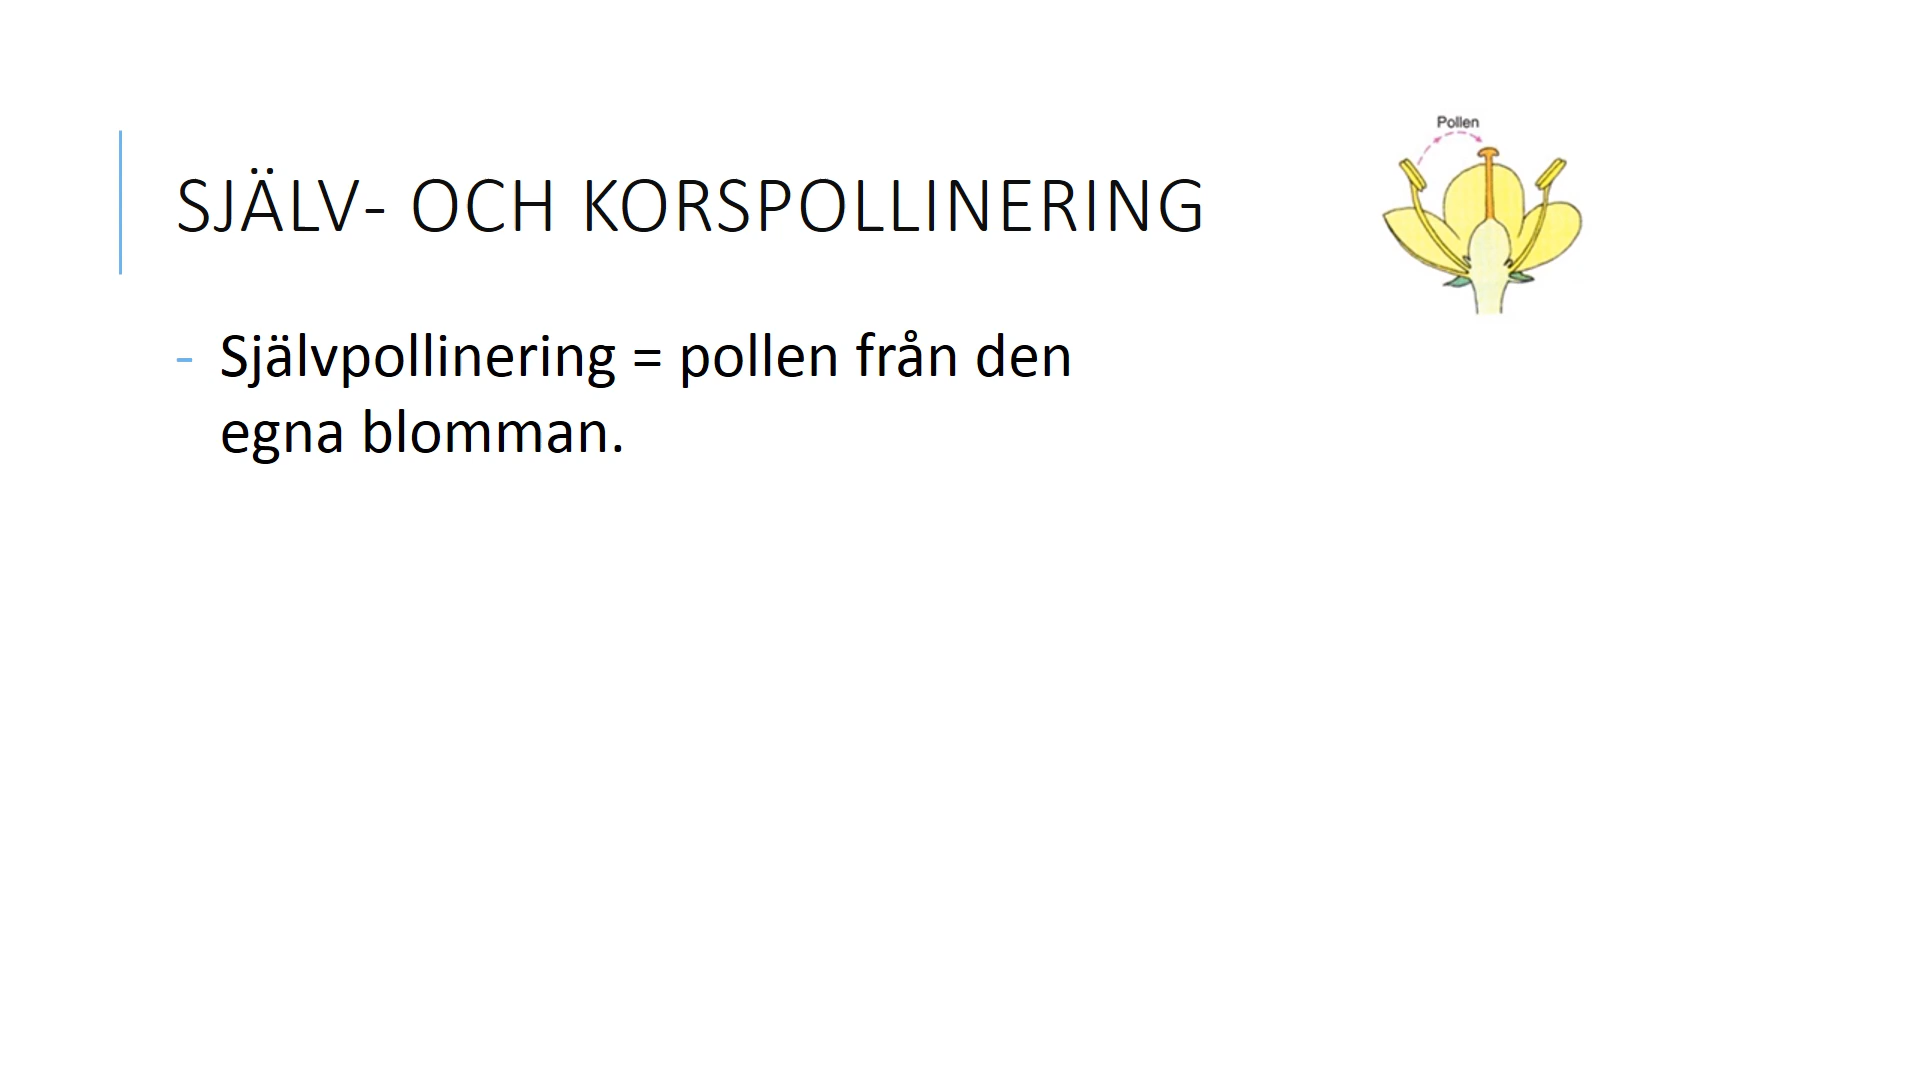 Pollen
SJÄLV- OCH KORSPOLLINERING
- Självpollinering = pollen från den
egna blomman.